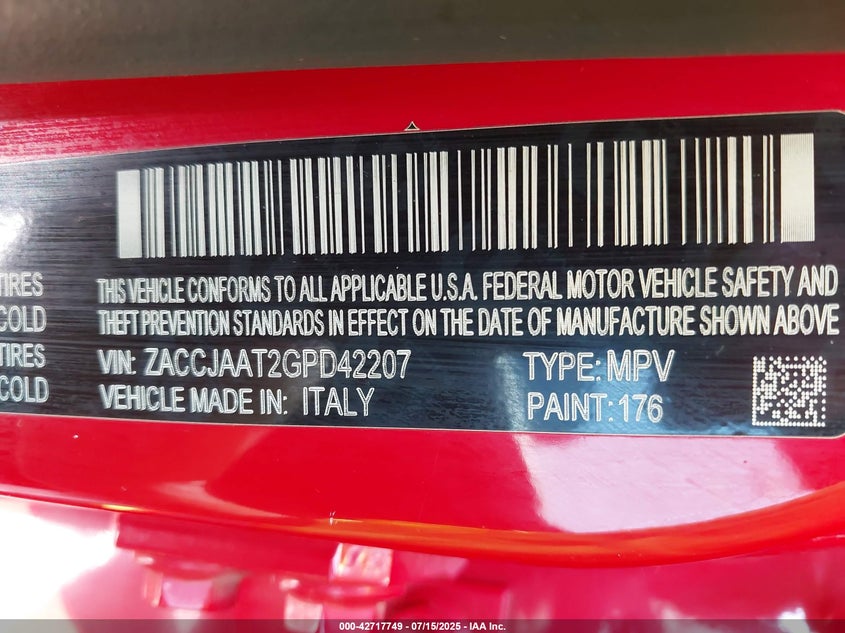 TIRES
COLD
TIRES
COLD
THIS VEHICLE CONFORMS TO ALL APPLICABLE U.S.A. FEDERAL MOTOR VEHICLE SAFETY AND
THEFT PREVENTION STANDARDS IN EFFECT ON THE DATE OF MANUFACTURE SHOWN ABOVE
VIN: ZACCJAAT2GPD42207 TYPE: MPV
VEHICLE MADE IN: ITALY PAINT: 176
000-42717749 - 07/15/2025 - IAA Inc.